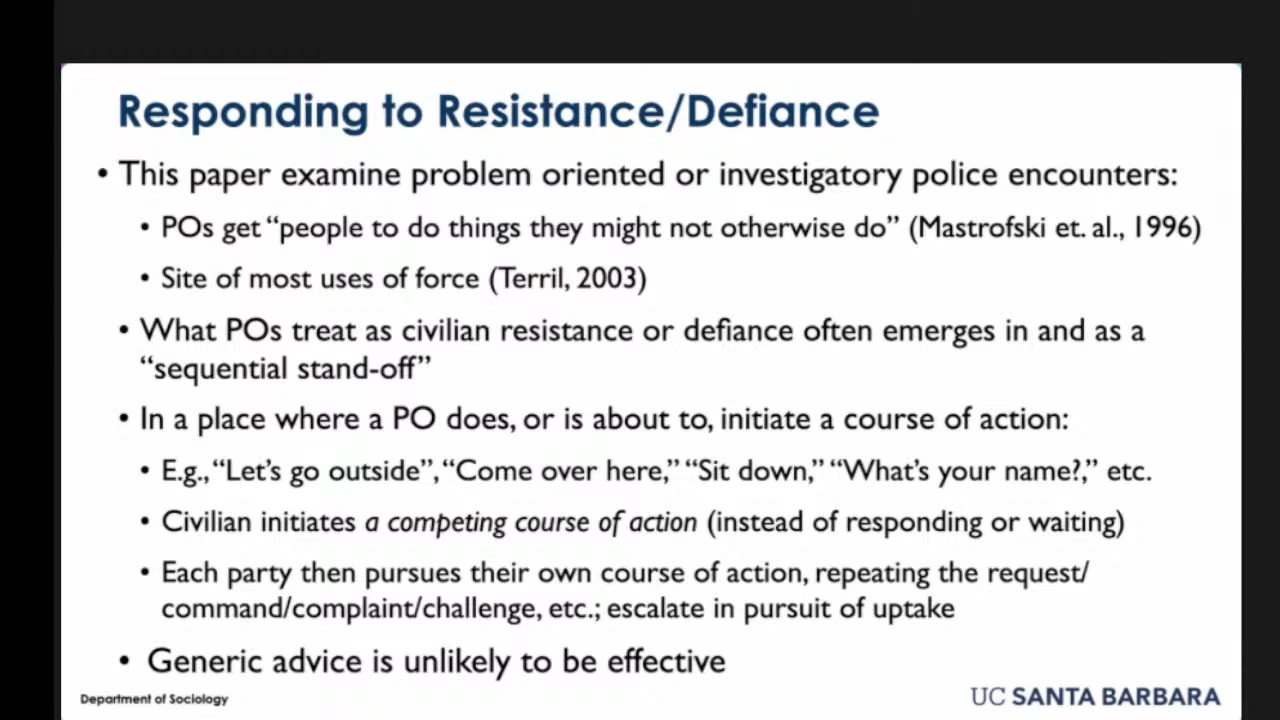 Responding to Resistance/Defiance
• This paper examine problem oriented or investigatory police encounters:
• POs get “people to do things they might not otherwise do” (Mastrofski et. al., 1996)
• Site of most uses of force (Terril, 2003)
• What POs treat as civilian resistance or defiance often emerges in and as a
“sequential stand-off”
• In a place where a PO does, or is about to, initiate a course of action:
• E.g., “Let’s go outside”, “Come over here,” “Sit down,” “What’s your name?,” etc.
• Civilian initiates a competing course of action (instead of responding or waiting)
• Each party then pursues their own course of action, repeating the request/
command/complaint/challenge, etc.; escalate in pursuit of uptake
• Generic advice is unlikely to be effective
Department of Sociology
UC SANTA BARBARA